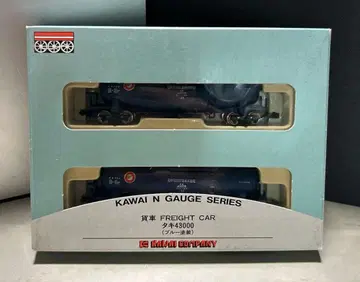 KAWAI N GAUGE SERIES
貨車 FREIGHT CAR
タキ43000
(ブルー塗装)
KAWAI COMPANY